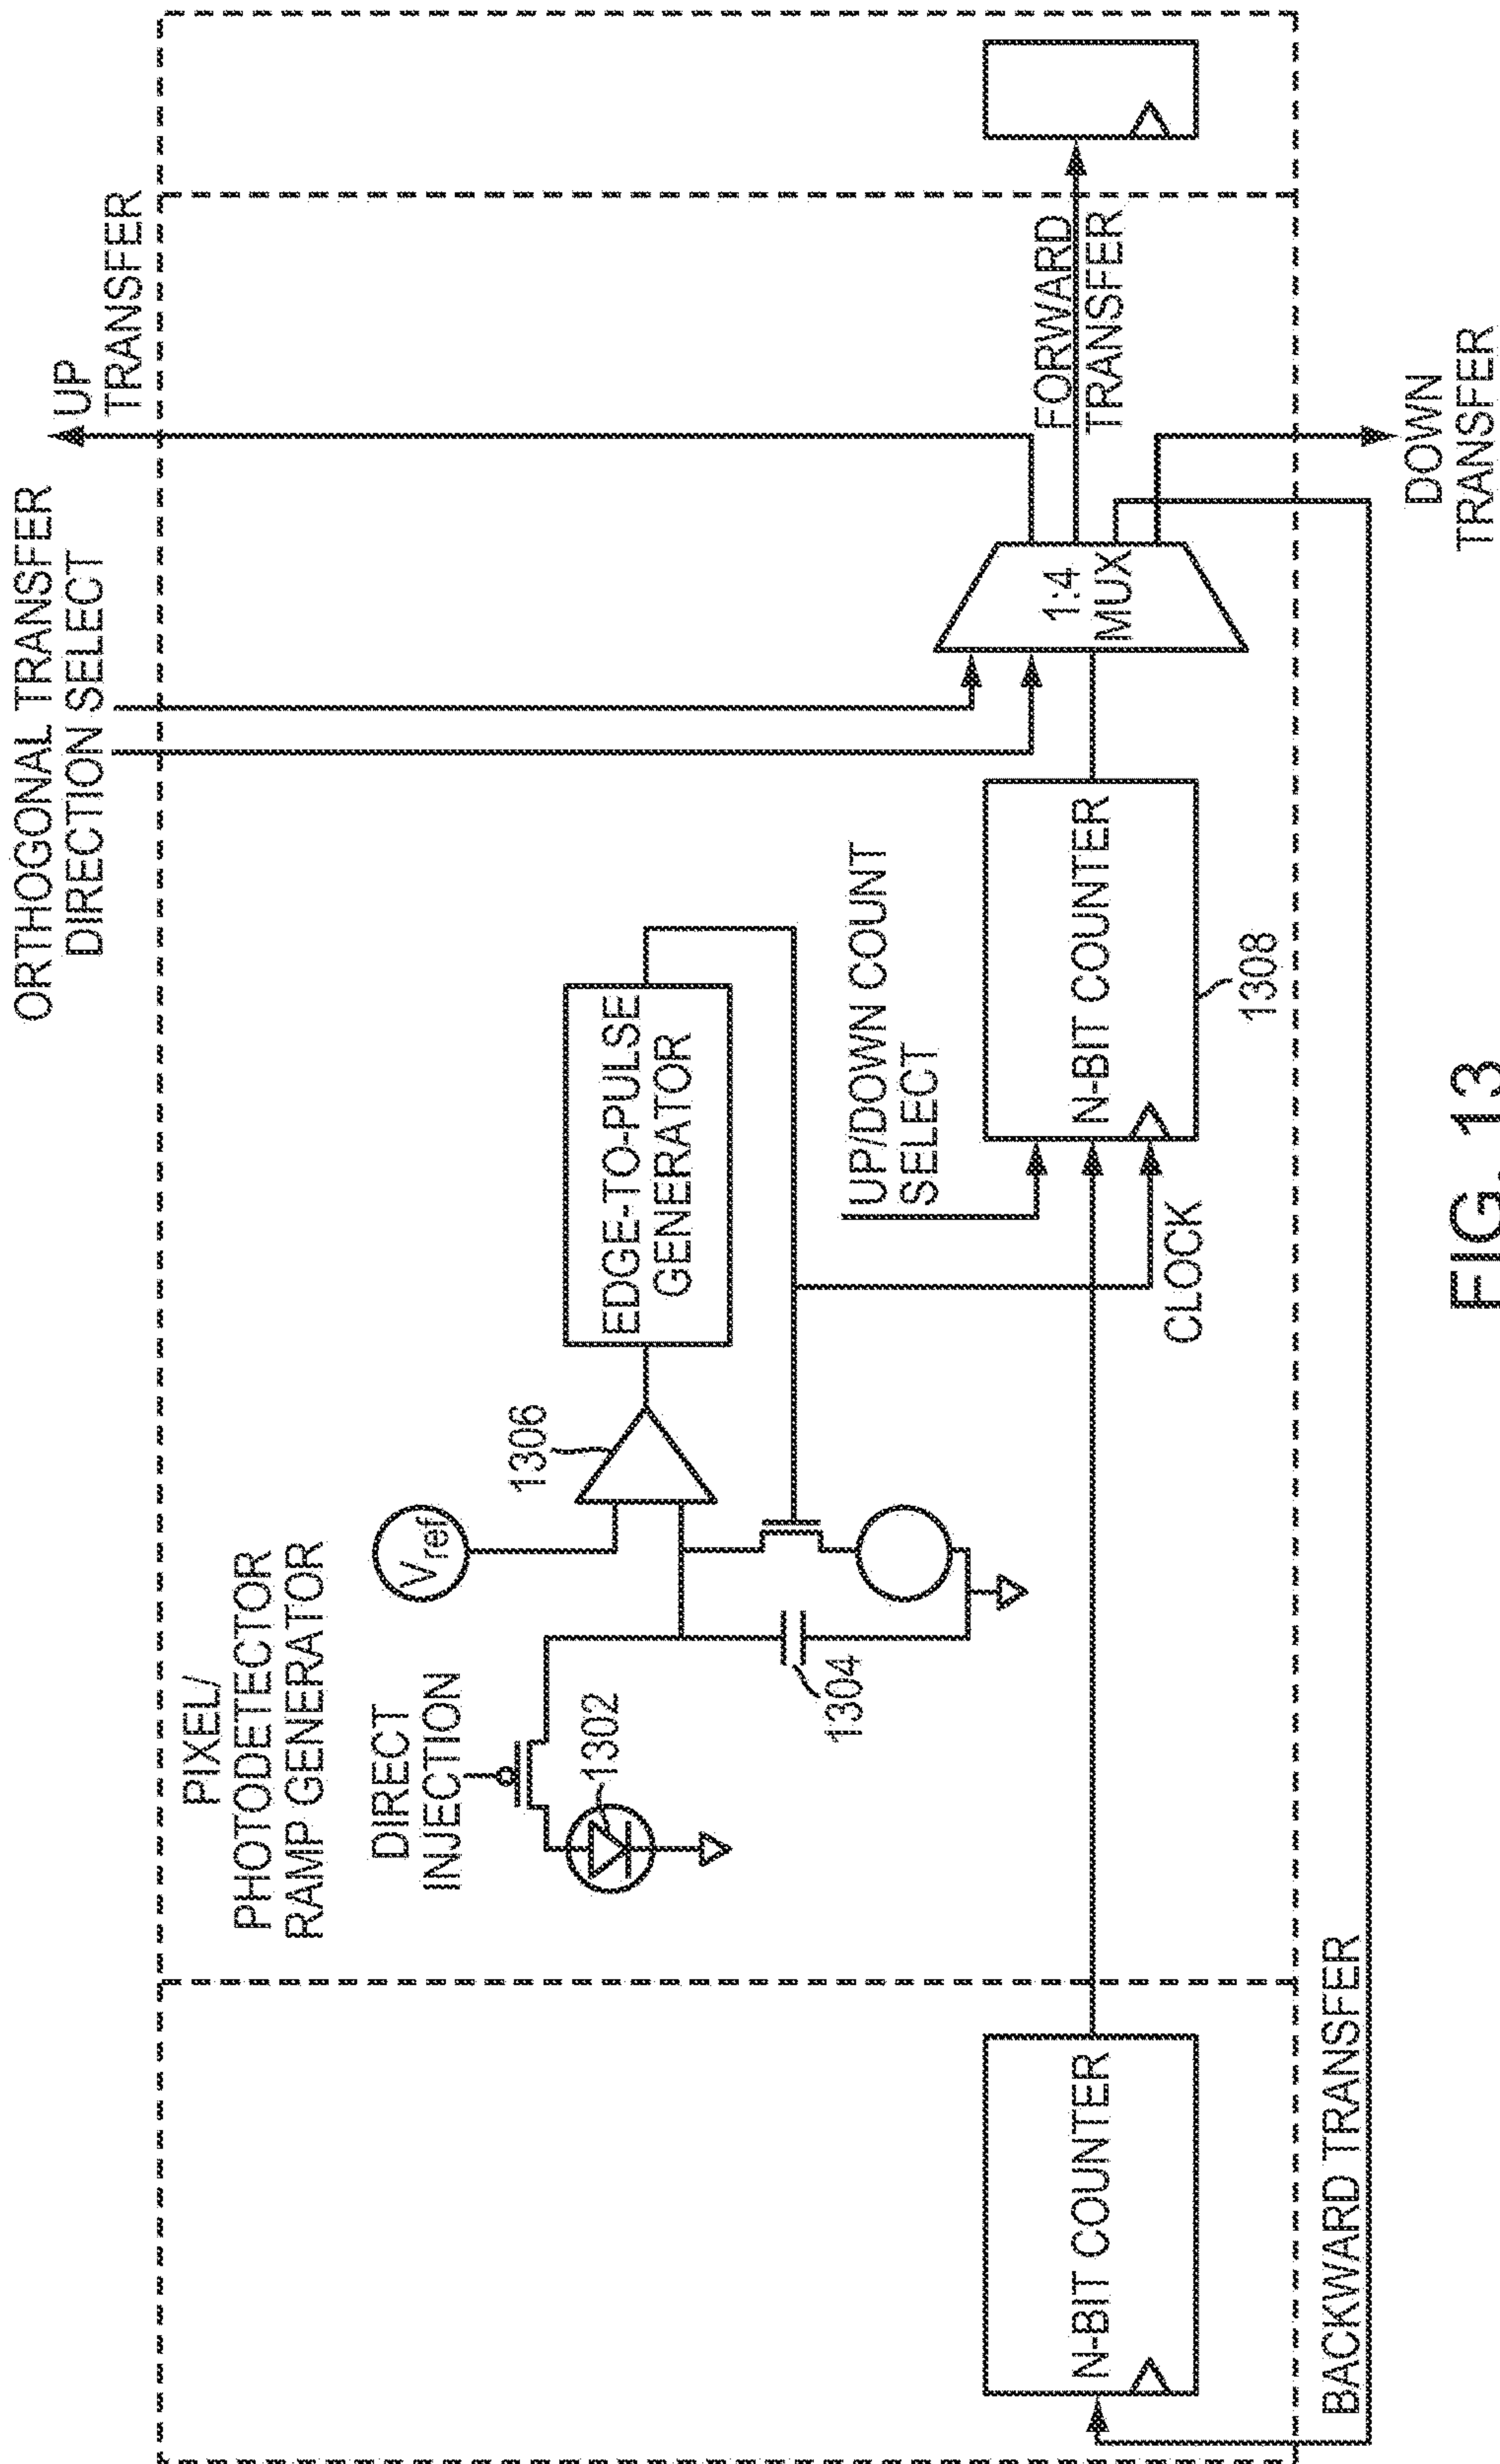 ORTHOGONAL TRANSFER
DIRECTION SELECT
UP
TRANSFER
PIXEL/
PHOTODETECTOR
RAMP GENERATOR
DIRECT
INJECTION
Vref
1306
1302
1304
EDGE-TO-PULSE
GENERATOR
UP/DOWN COUNT
SELECT
N-BIT COUNTER
N-BIT COUNTER
1308
CLOCK
1:4
MUX
FORWARD
TRANSFER
BACKWARD TRANSFER
DOWN
TRANSFER
FIG. 13